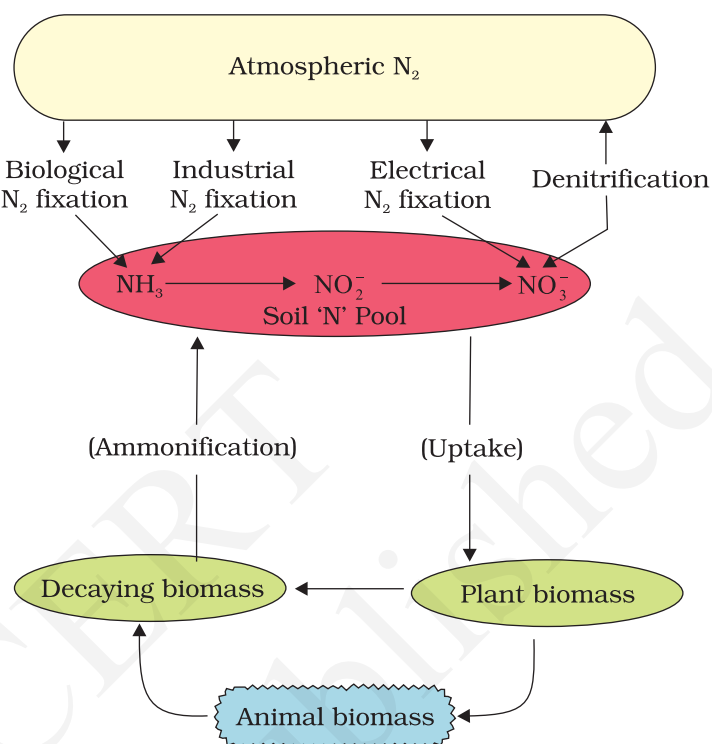 Atmospheric N₂
Biological
N₂ fixation
Industrial
N₂ fixation
Electrical
N₂ fixation
Denitrification
NH₃
NO₂⁻
NO₃⁻
Soil ‘N’ Pool
(Ammonification)
(Uptake)
Decaying biomass
Plant biomass
Animal biomass